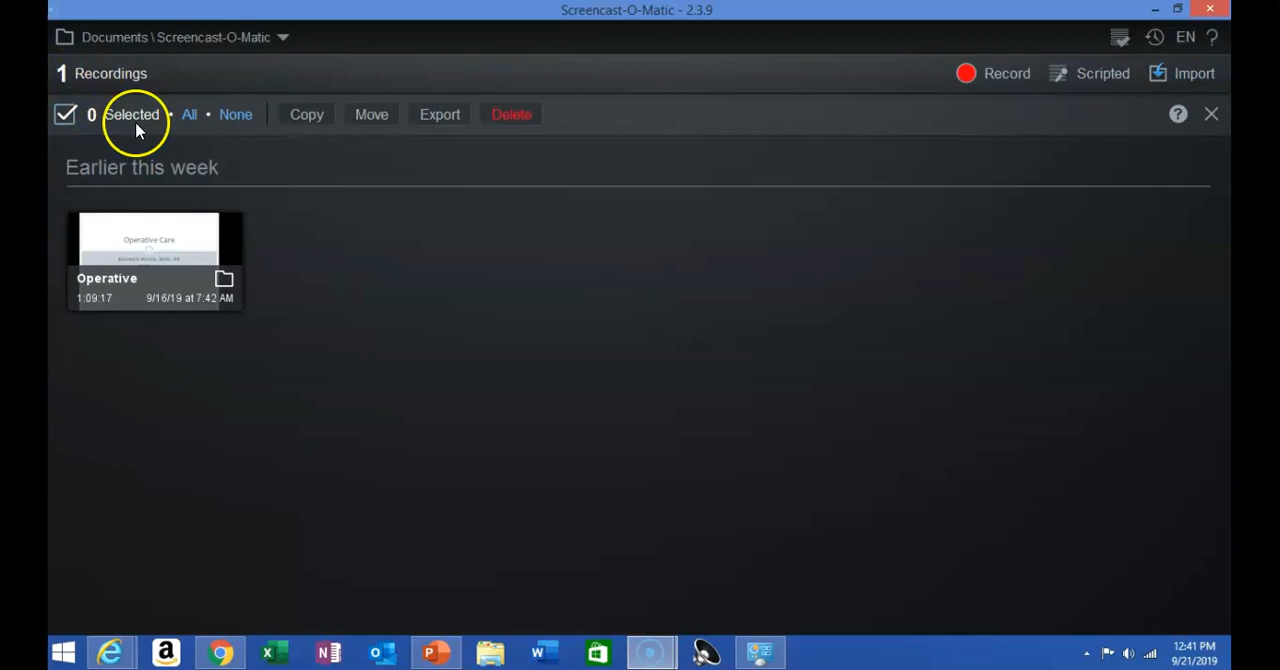 Screencast-O-Matic - 2.3.9
Documents \ Screencast-O-Matic EN ?
1 Recordings Record Scripted Import
0 Selected • All • None Copy Move Export Delete ?
Earlier this week
Operative Care
Operative
1:09:17 9/16/19 at 7:42 AM
12:41 PM
9/21/2019